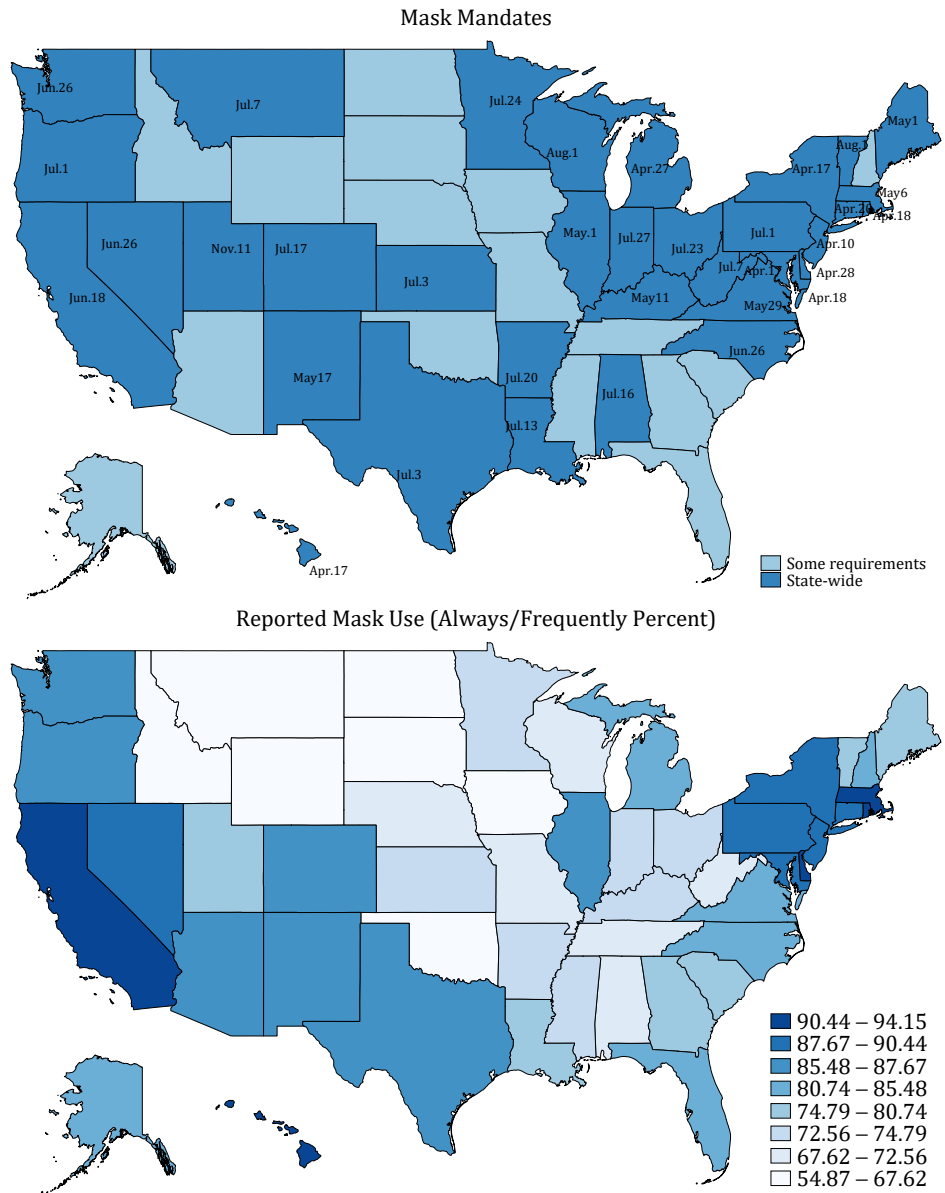 Mask Mandates
Jun.26
Jul.7
Jul.24
May1
Aug.1
Aug.1
Jul.1
Apr.27
Apr.17
May6
Apr.20
Apr.18
Jun.26
Nov.11
Jul.17
May.1
Jul.27
Jul.23
Jul.1
Apr.10
Jul.7
Apr.17
Apr.28
Jun.18
Jul.3
May11
May29
Apr.18
Jun.26
May17
Jul.20
Jul.16
Jul.13
Jul.3
Apr.17
Some requirements
State-wide
Reported Mask Use (Always/Frequently Percent)
90.44 – 94.15
87.67 – 90.44
85.48 – 87.67
80.74 – 85.48
74.79 – 80.74
72.56 – 74.79
67.62 – 72.56
54.87 – 67.62